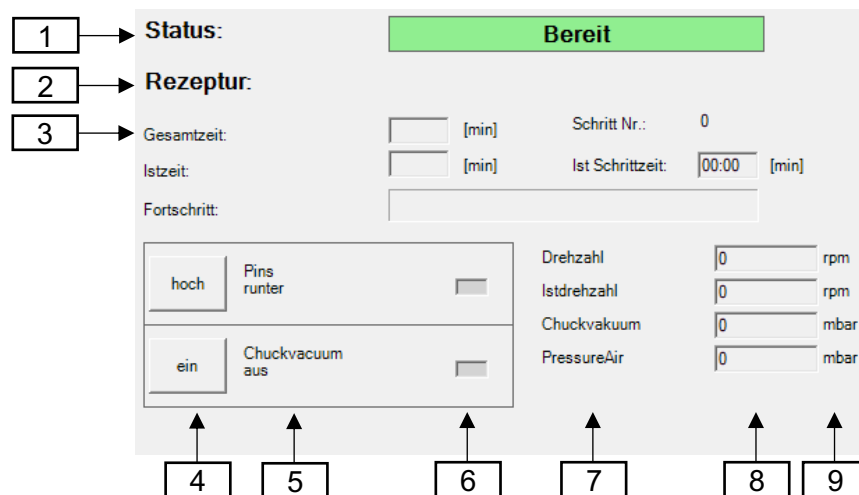 1 Status: Bereit
2 Rezeptur:
3 Gesamtzeit: [min] Schritt Nr.: 0
Istzeit: [min] Ist Schrittzeit: 00:00 [min]
Fortschritt:
hoch Pins runter
ein Chuckvacuum aus
Drehzahl 0 rpm
Istdrehzahl 0 rpm
Chuckvakuum 0 mbar
PressureAir 0 mbar
4 5 6 7 8 9